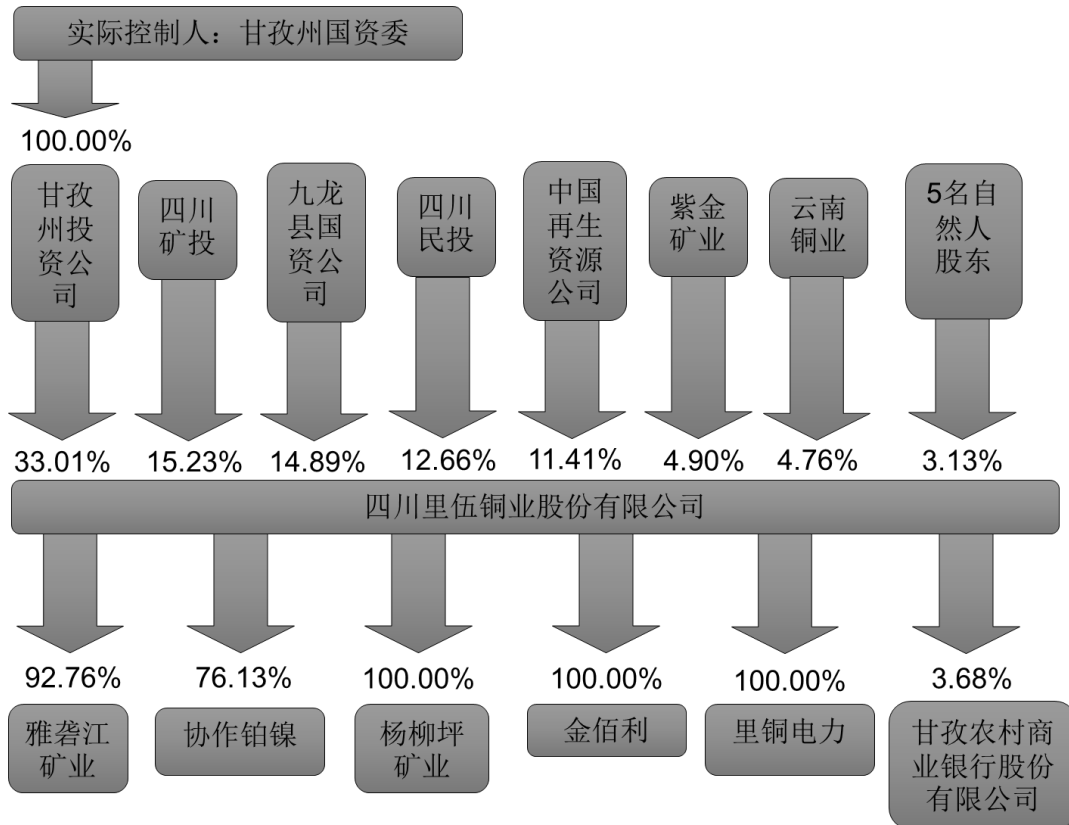 实际控制人：甘孜州国资委
100.00%
甘孜
州投
资公
司
四川
矿投
九龙
县国
资公
司
四川
民投
中国
再生
资源
公司
紫金
矿业
云南
铜业
5名自
然人
股东
33.01%
15.23%
14.89%
12.66%
11.41%
4.90%
4.76%
3.13%
四川里伍铜业股份有限公司
92.76%
76.13%
100.00%
100.00%
100.00%
3.68%
雅砻江
矿业
协作铂镍
杨柳坪
矿业
金佰利
里铜电力
甘孜农村商
业银行股份
有限公司